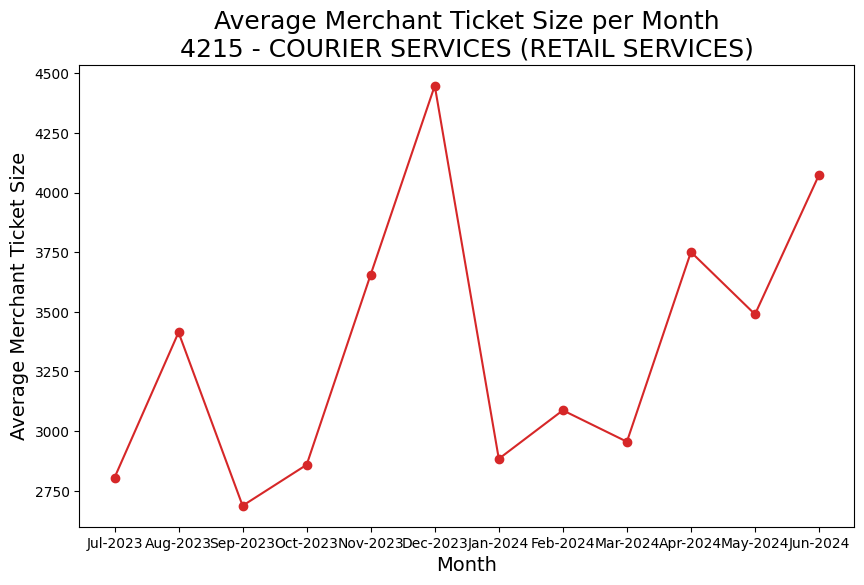 Average Merchant Ticket Size per Month
4215 - COURIER SERVICES (RETAIL SERVICES)
4500
4250
4000
3750
3500
3250
3000
2750
Average Merchant Ticket Size
Jul-2023 Aug-2023 Sep-2023 Oct-2023 Nov-2023 Dec-2023 Jan-2024 Feb-2024 Mar-2024 Apr-2024 May-2024 Jun-2024
Month